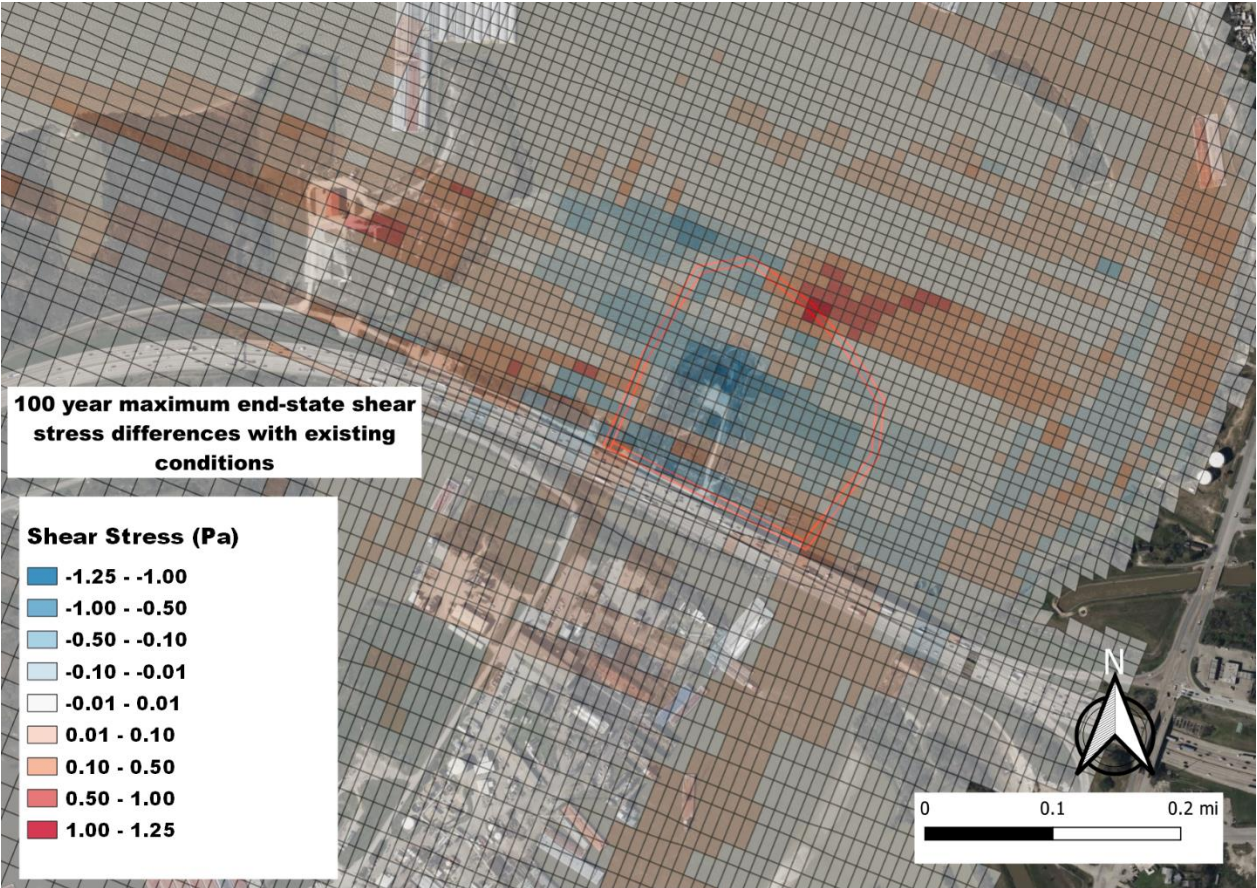 100 year maximum end-state shear
stress differences with existing
conditions
Shear Stress (Pa)
-1.25 - -1.00
-1.00 - -0.50
-0.50 - -0.10
-0.10 - -0.01
-0.01 - 0.01
0.01 - 0.10
0.10 - 0.50
0.50 - 1.00
1.00 - 1.25
N
0 0.1 0.2 mi